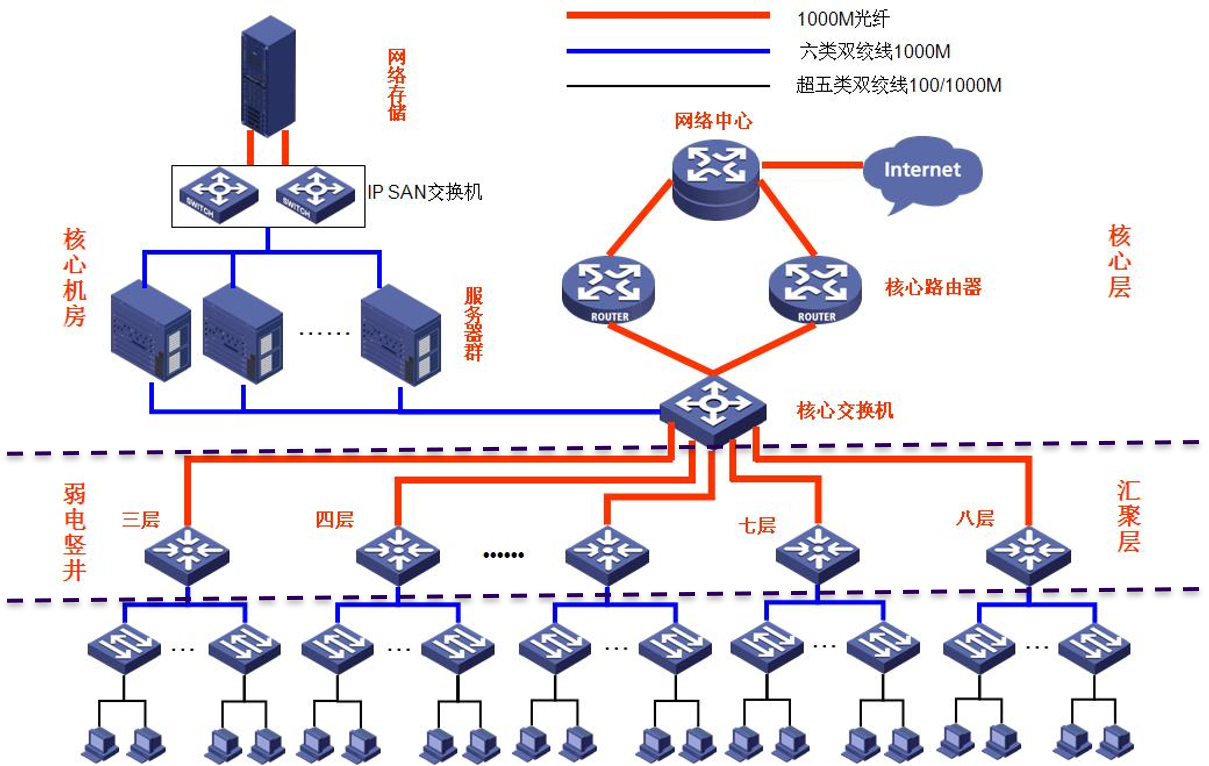 1000M光纤
六类双绞线1000M
超五类双绞线100/1000M
网络存储
网络中心
Internet
SWITCH
SWITCH
IP SAN交换机
核心机房
核心层
服务器群
ROUTER
ROUTER
核心路由器
······
核心交换机
弱电竖井
汇聚层
三层
四层
······
七层
八层
···
···
···
···
···